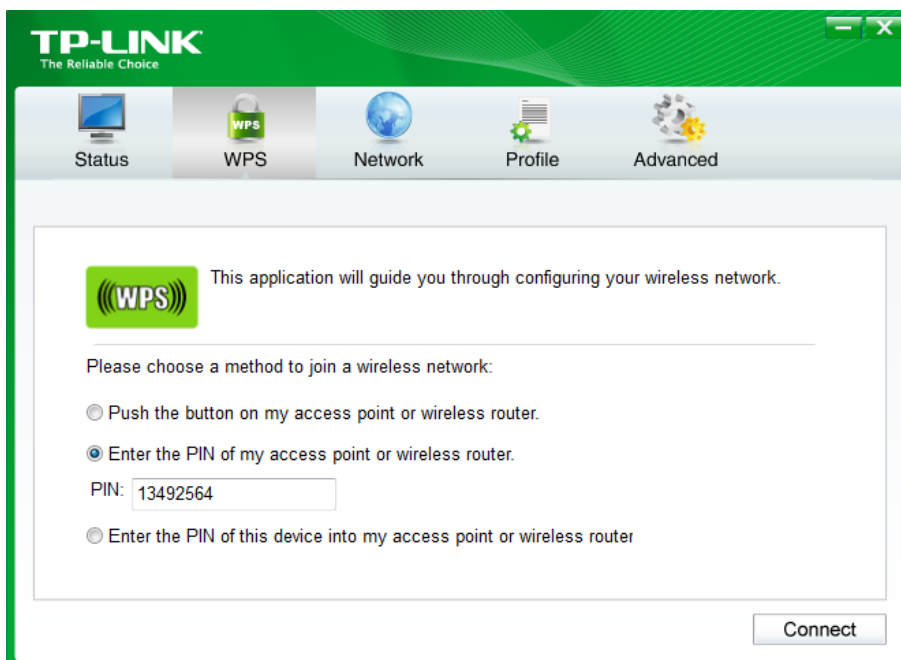 TP-LINK
The Reliable Choice
Status
WPS
WPS
Network
Profile
Advanced
(((WPS)))
This application will guide you through configuring your wireless network.
Please choose a method to join a wireless network:
Push the button on my access point or wireless router.
Enter the PIN of my access point or wireless router.
PIN: 13492564
Enter the PIN of this device into my access point or wireless router
Connect